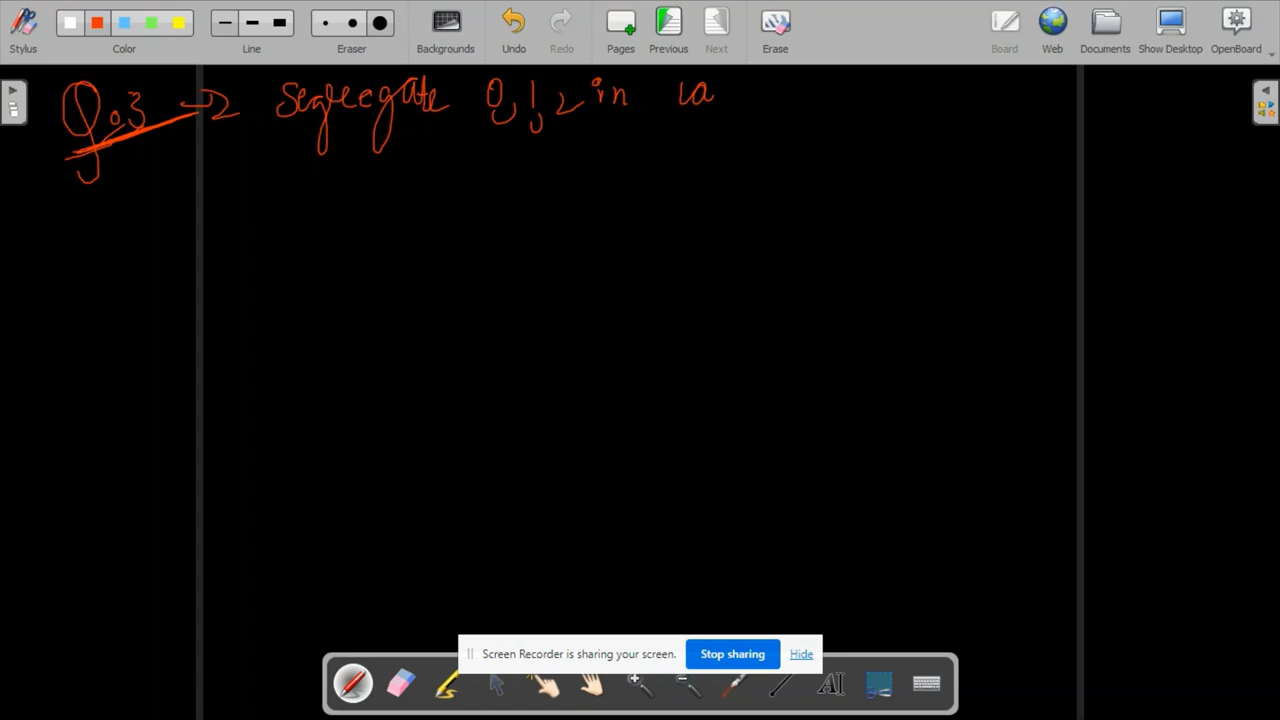 Stylus Color Line Eraser Backgrounds Undo Redo Pages Previous Next Erase Board Web Documents Show Desktop OpenBoard
Q.3 → segregate 0, 1, 2 in
Screen Recorder is sharing your screen. Stop sharing Hide
AI